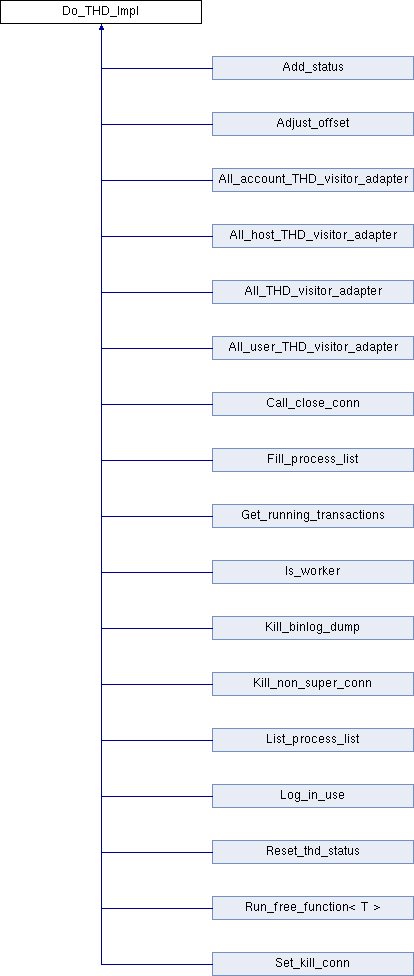 Do_THD_Impl
Add_status
Adjust_offset
All_account_THD_visitor_adapter
All_host_THD_visitor_adapter
All_THD_visitor_adapter
All_user_THD_visitor_adapter
Call_close_conn
Fill_process_list
Get_running_transactions
Is_worker
Kill_binlog_dump
Kill_non_super_conn
List_process_list
Log_in_use
Reset_thd_status
Run_free_function< T >
Set_kill_conn